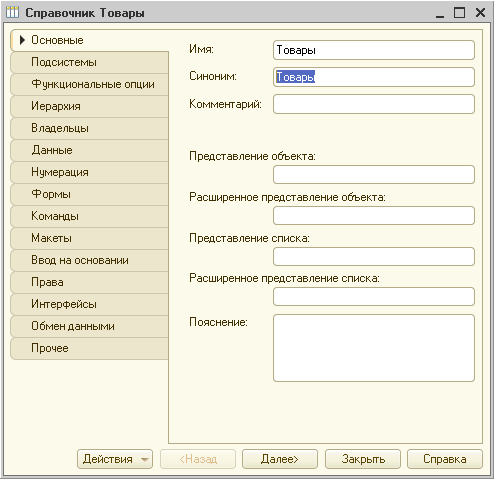 Справочник Товары
Основные
Подсистемы
Функциональные опции
Иерархия
Владельцы
Данные
Нумерация
Формы
Команды
Макеты
Ввод на основании
Права
Интерфейсы
Обмен данными
Прочее
Имя: Товары
Синоним: Товары
Комментарий:
Представление объекта:
Расширенное представление объекта:
Представление списка:
Расширенное представление списка:
Пояснение:
Действия <Назад Далее> Закрыть Справка